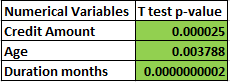 Numerical Variables T test p-value
Credit Amount 0.000025
Age 0.003788
Duration months 0.0000000002